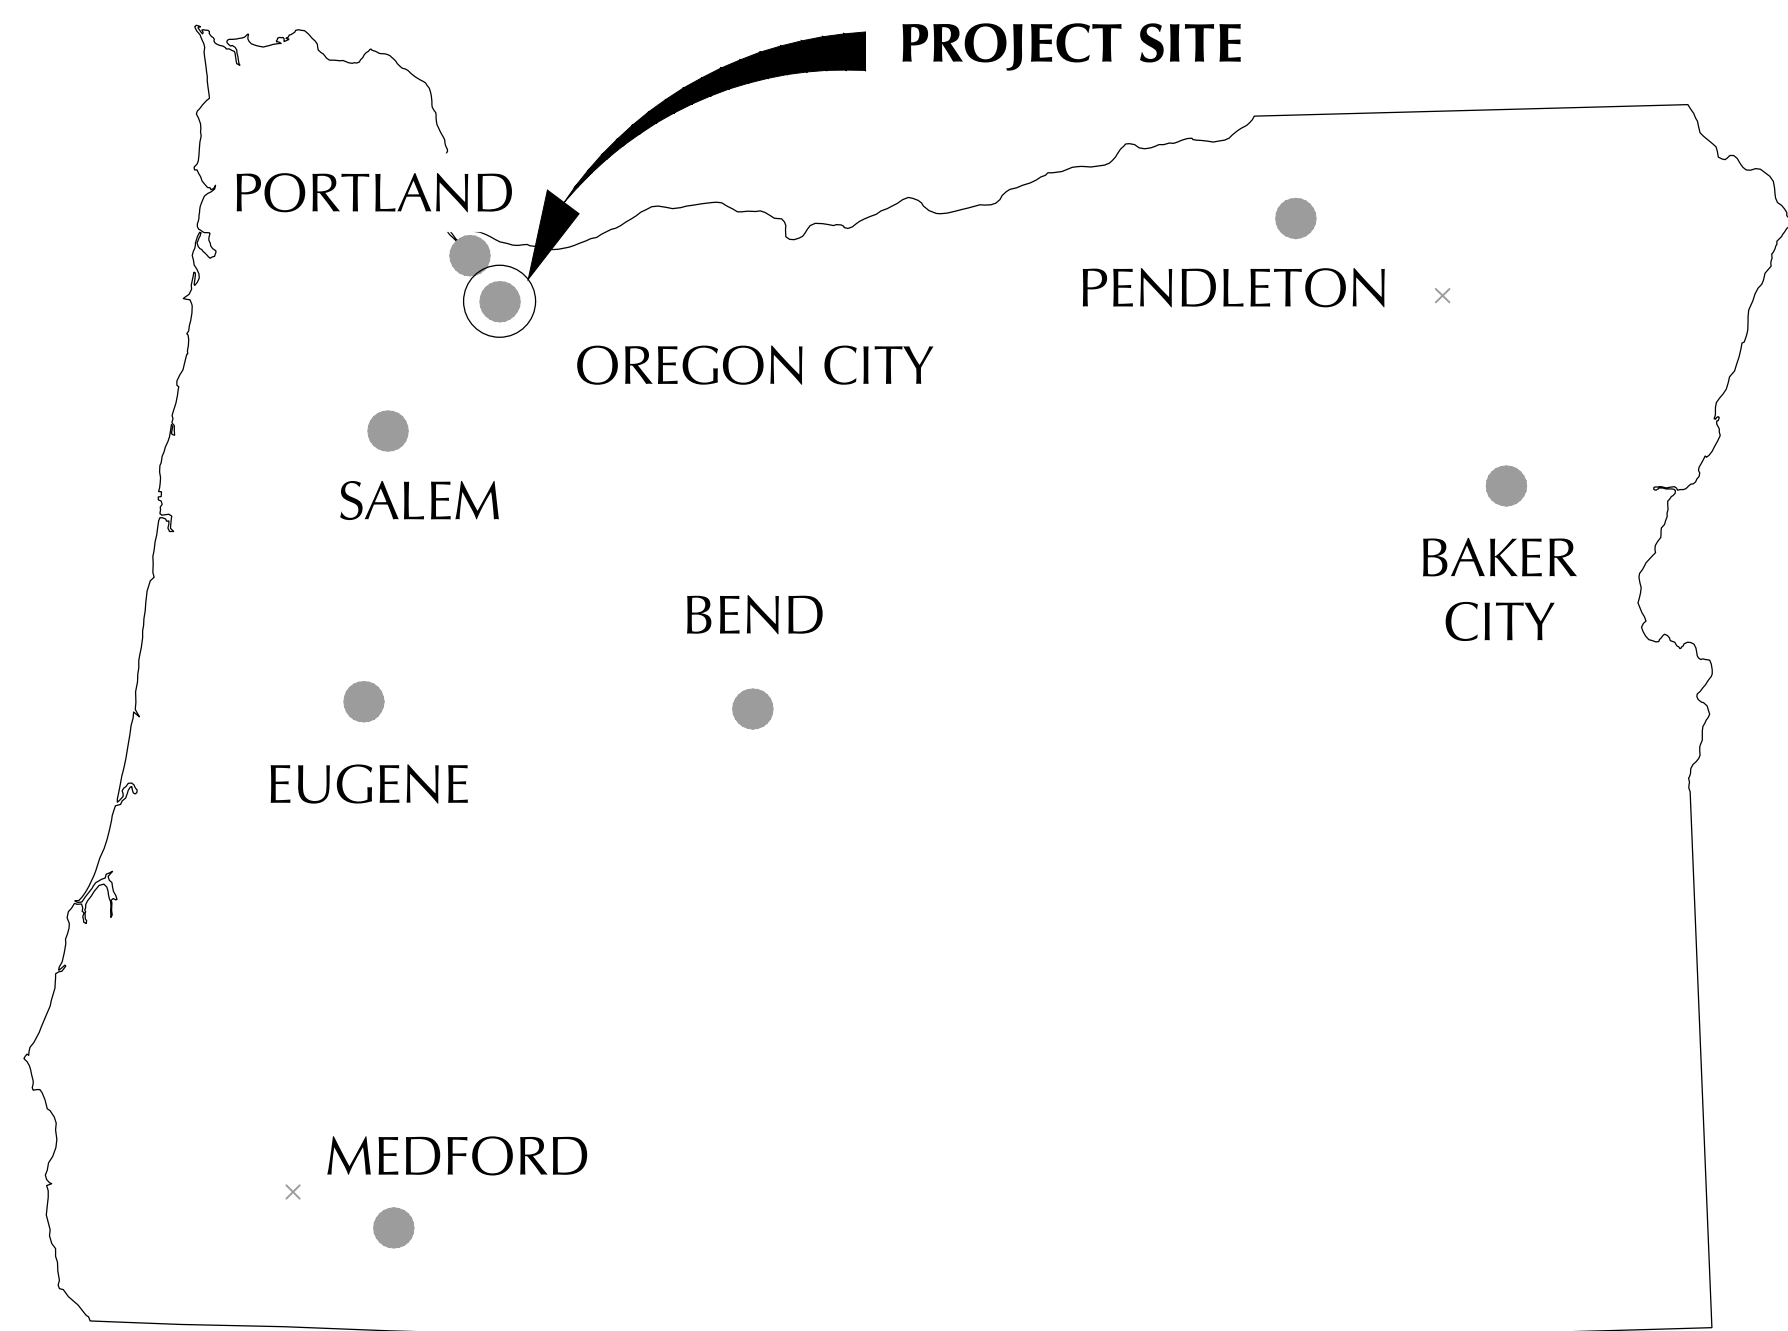 PROJECT SITE
PORTLAND
PENDLETON
OREGON CITY
SALEM
BAKER
CITY
BEND
EUGENE
MEDFORD